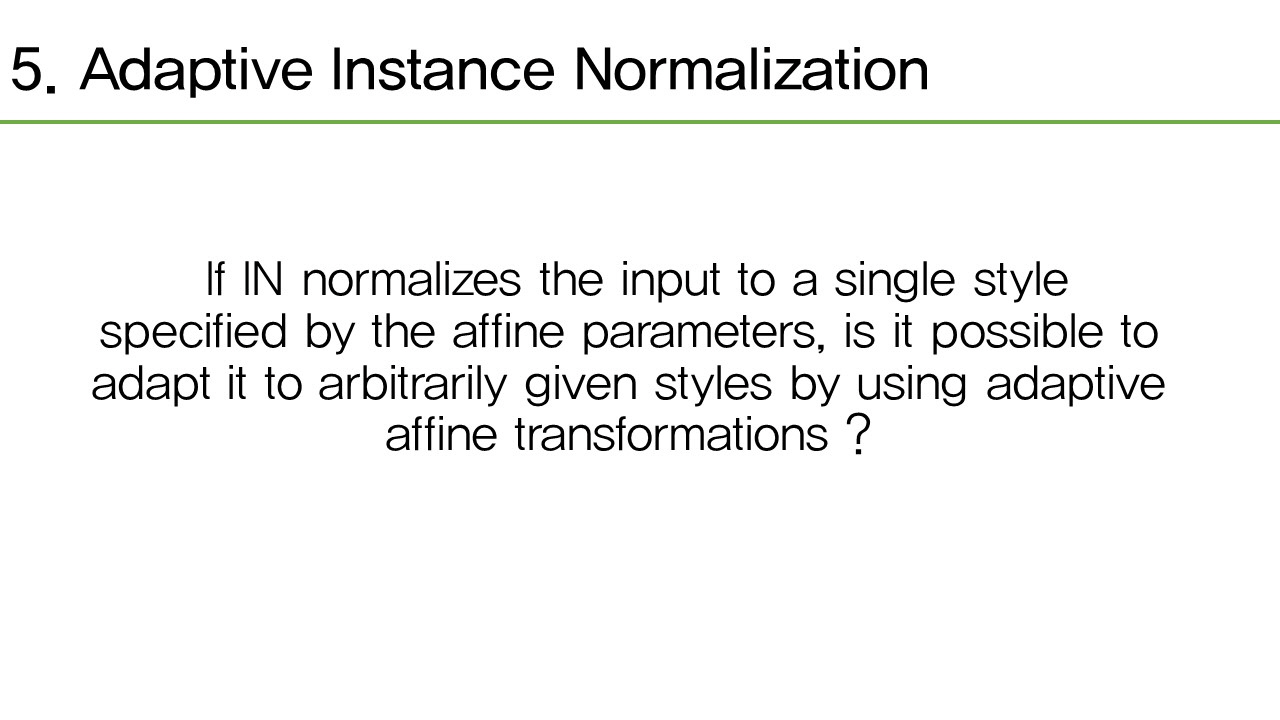 5. Adaptive Instance Normalization
If IN normalizes the input to a single style
specified by the affine parameters, is it possible to
adapt it to arbitrarily given styles by using adaptive
affine transformations ?